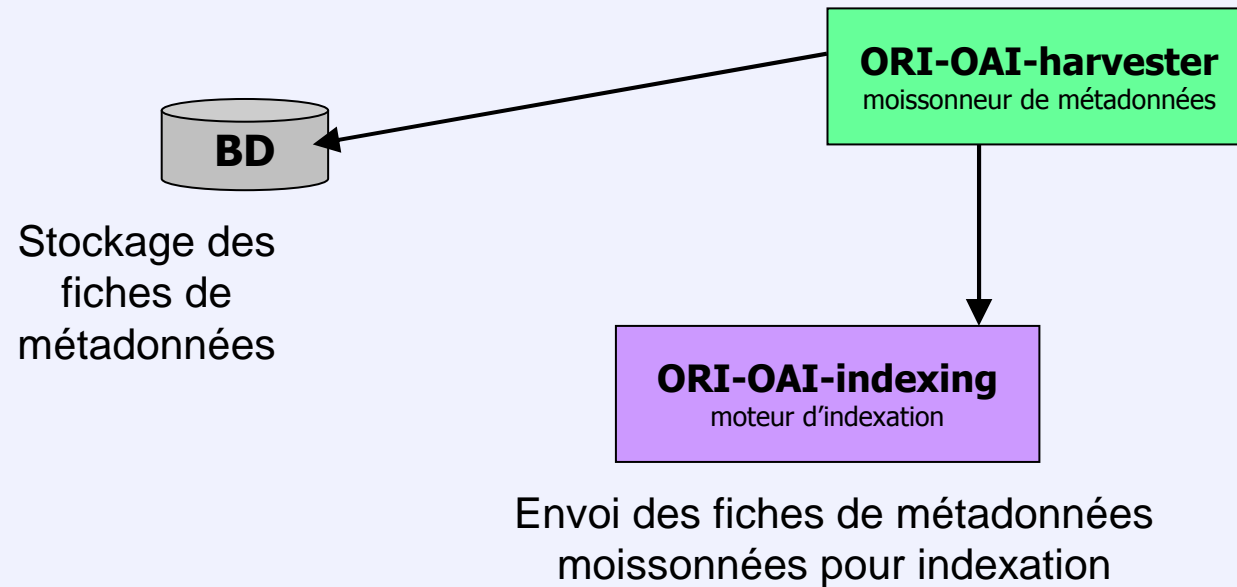 ORI-OAI-harvester
moissonneur de métadonnées
BD
Stockage des
fiches de
métadonnées
ORI-OAI-indexing
moteur d’indexation
Envoi des fiches de métadonnées
moissonnées pour indexation